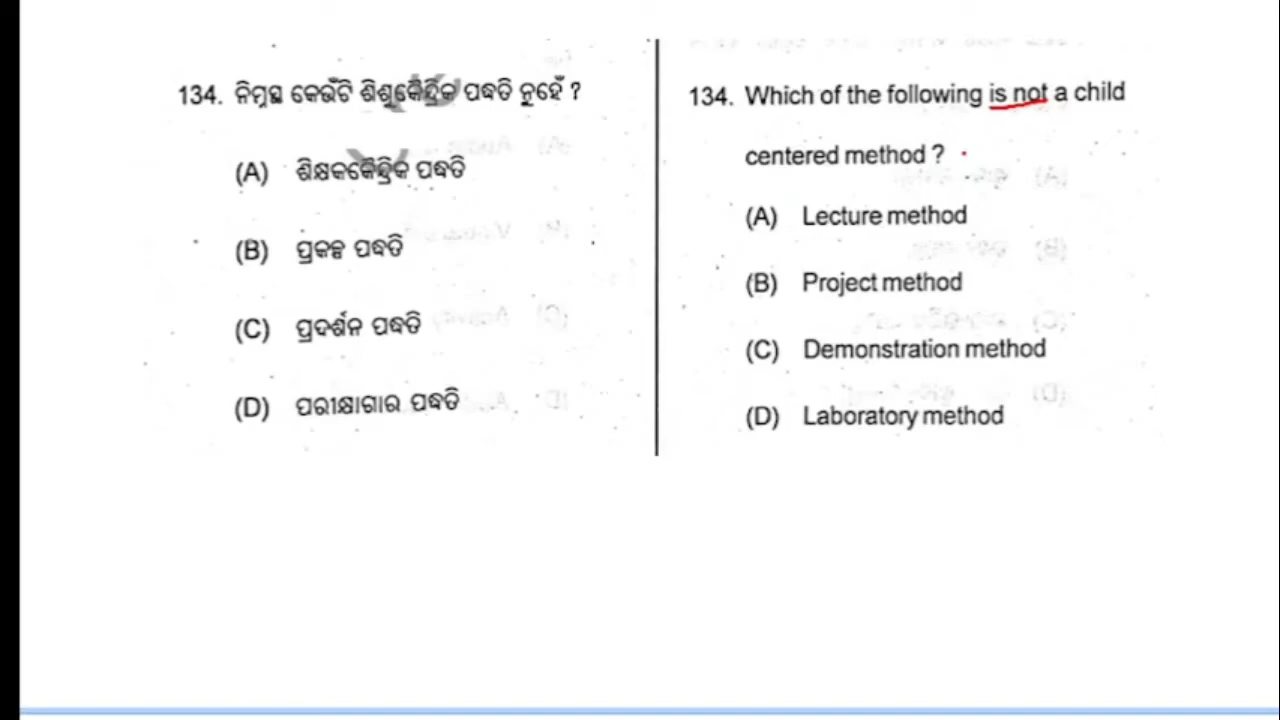 134. ନିମ୍ନସ୍ଥ କେଉଁଟି ଶିଶୁକୈନ୍ଦ୍ରିକ ପଦ୍ଧତି ନୁହେଁ ?
(A) ଶିକ୍ଷକକୈନ୍ଦ୍ରିକ ପଦ୍ଧତି
(B) ପ୍ରକଳ୍ପ ପଦ୍ଧତି
(C) ପ୍ରଦର୍ଶନ ପଦ୍ଧତି
(D) ପରୀକ୍ଷାଗାର ପଦ୍ଧତି
134. Which of the following is not a child
centered method ?
(A) Lecture method
(B) Project method
(C) Demonstration method
(D) Laboratory method